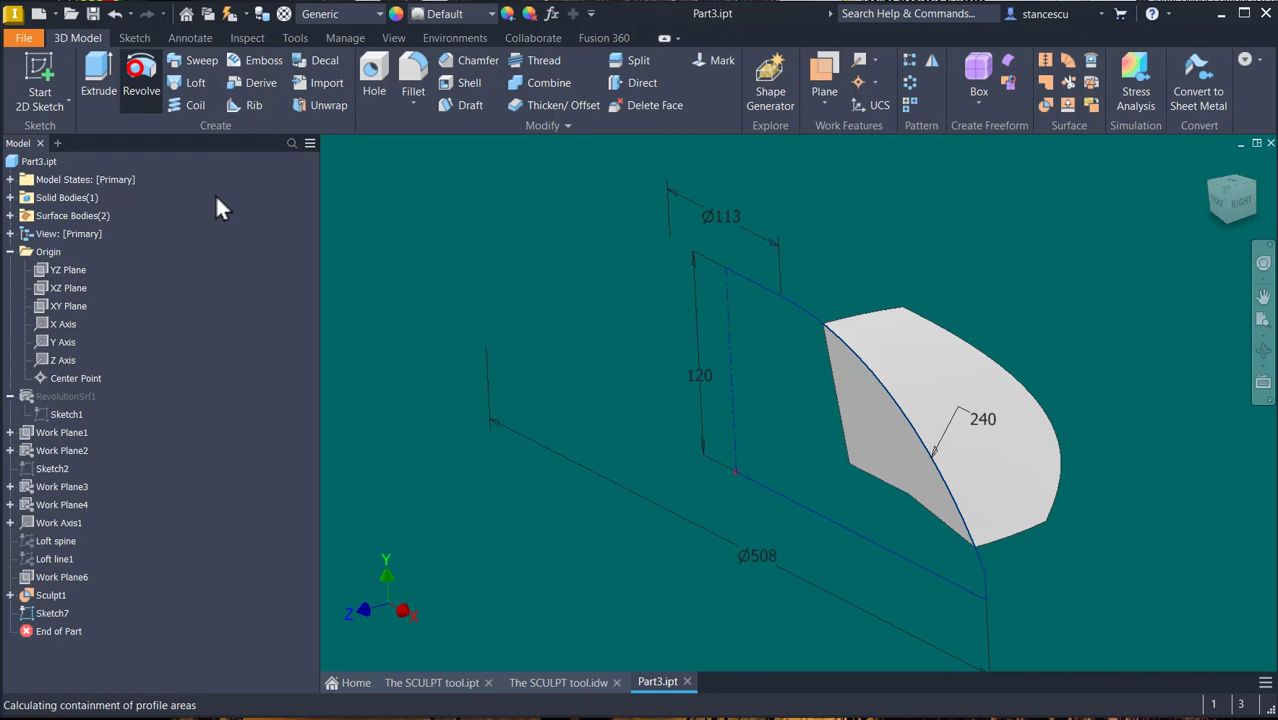 Generic
Default
Part3.ipt
Search Help & Commands...
stancescu
File
3D Model
Sketch
Annotate
Inspect
Tools
Manage
View
Environments
Collaborate
Fusion 360
Start
2D Sketch
Extrude
Revolve
Sweep
Loft
Coil
Emboss
Derive
Rib
Decal
Import
Unwrap
Hole
Fillet
Chamfer
Shell
Draft
Thread
Combine
Thicken/ Offset
Split
Direct
Delete Face
Mark
Shape
Generator
Plane
UCS
Box
Stress
Analysis
Convert to
Sheet Metal
Sketch
Create
Modify
Explore
Work Features
Pattern
Create Freeform
Surface
Simulation
Convert
Model
Part3.ipt
Model States: [Primary]
Solid Bodies(1)
Surface Bodies(2)
View: [Primary]
Origin
YZ Plane
XZ Plane
XY Plane
X Axis
Y Axis
Z Axis
Center Point
RevolutionSrf1
Sketch1
Work Plane1
Work Plane2
Sketch2
Work Plane3
Work Plane4
Work Axis1
Loft spine
Loft line1
Work Plane6
Sculpt1
Sketch7
End of Part
Ø113
120
240
Ø508
RIGHT
Y
Z
X
Home
The SCULPT tool.ipt
The SCULPT tool.idw
Part3.ipt
Calculating containment of profile areas
1
3